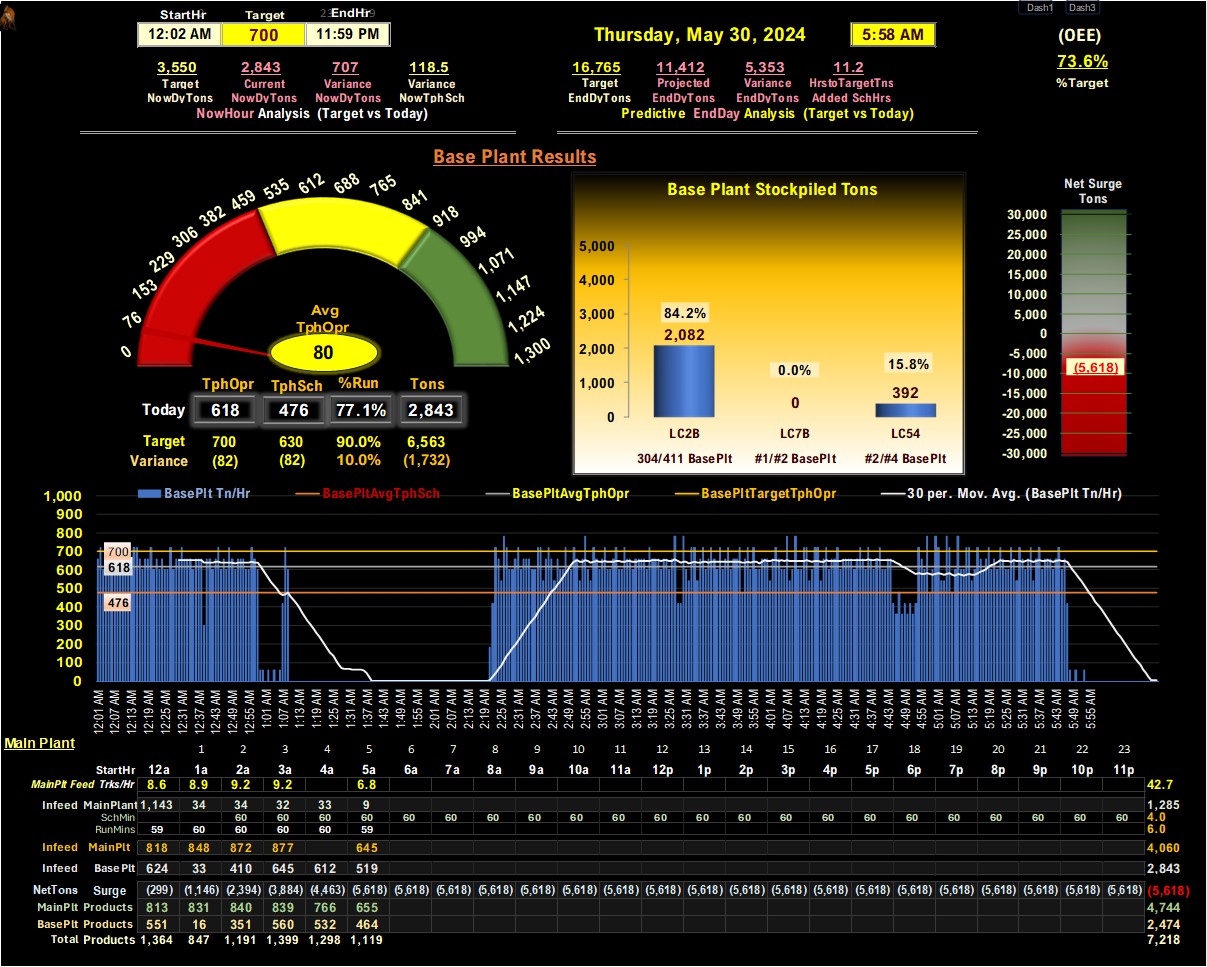 Dash1 Dash3
StartHr Target EndHr
12:02 AM 700 11:59 PM
Thursday, May 30, 2024 5:58 AM (OEE)
73.6%
%Target
3,550 2,843 707 118.5
Target Current Variance NowTphSch
NowDyTons NowDyTons NowDyTons
NowHour Analysis (Target vs Today)
16,765 11,412 5,353 11.2
Target Projected Variance HrstoTargetTns
EndDyTons EndDyTons EndDyTons Added SchHrs
Predictive EndDay Analysis (Target vs Today)
Base Plant Results
0 76 153 229 306 382 459 535 612 688 765 841 918 994 1,071 1,147 1,224 1,300
Avg
TphOpr
80
TphOpr TphSch %Run Tons
Today 618 476 77.1% 2,843
Target 700 630 90.0% 6,563
Variance (82) (82) 10.0% (1,732)
Base Plant Stockpiled Tons
5,000
4,000
3,000
2,000
1,000
0
84.2% 0.0% 15.8%
2,082 0 392
LC2B LC7B LC54
304/411 BasePlt #1/#2 BasePlt #2/#4 BasePlt
Net Surge
Tons
30,000
25,000
20,000
15,000
10,000
5,000
0
-5,000
(5,618)
-10,000
-15,000
-20,000
-25,000
-30,000
BasePlt Tn/Hr BasePltAvgTphSch BasePltAvgTphOpr BasePltTargetTphOpr 30 per. Mov. Avg. (BasePlt Tn/Hr)
1,000
900
800
700
600
500
400
300
200
100
0
700
618
476
12:01 AM 12:07 AM 12:13 AM 12:19 AM 12:25 AM 12:31 AM 12:37 AM 12:43 AM 12:49 AM 12:55 AM 1:01 AM 1:07 AM 1:13 AM 1:19 AM 1:25 AM 1:31 AM 1:37 AM 1:43 AM 1:49 AM 1:55 AM 2:01 AM 2:07 AM 2:13 AM 2:19 AM 2:25 AM 2:31 AM 2:37 AM 2:43 AM 2:49 AM 2:55 AM 3:01 AM 3:07 AM 3:13 AM 3:19 AM 3:25 AM 3:31 AM 3:37 AM 3:43 AM 3:49 AM 3:55 AM 4:01 AM 4:07 AM 4:13 AM 4:19 AM 4:25 AM 4:31 AM 4:37 AM 4:43 AM 4:49 AM 4:55 AM 5:01 AM 5:07 AM 5:13 AM 5:19 AM 5:25 AM 5:31 AM 5:37 AM 5:43 AM 5:49 AM 5:55 AM
Main Plant
1 2 3 4 5 6 7 8 9 10 11 12 13 14 15 16 17 18 19 20 21 22 23
StartHr 12a 1a 2a 3a 4a 5a 6a 7a 8a 9a 10a 11a 12p 1p 2p 3p 4p 5p 6p 7p 8p 9p 10p 11p
MainPlt Feed Trks/Hr 8.6 8.9 9.2 9.2 6.8 42.7
Infeed MainPlant 1,143 34 34 32 33 9 1,285
SchMin 60 60 60 60 60 60 60 60 60 60 60 60 60 60 60 60 60 60 60 60 60 60 4.0
RunMins 59 60 60 60 60 59 6.0
Infeed MainPlt 818 848 872 877 645 4,060
Infeed Base Plt 624 33 410 645 612 519 2,843
NetTons Surge (299) (1,146) (2,394) (3,884) (4,463) (5,618) (5,618) (5,618) (5,618) (5,618) (5,618) (5,618) (5,618) (5,618) (5,618) (5,618) (5,618) (5,618) (5,618) (5,618) (5,618) (5,618) (5,618) (5,618) (5,618)
MainPlt Products 813 831 840 839 766 655 4,744
BasePlt Products 551 16 351 560 532 464 2,474
Total Products 1,364 847 1,191 1,399 1,298 1,119 7,218